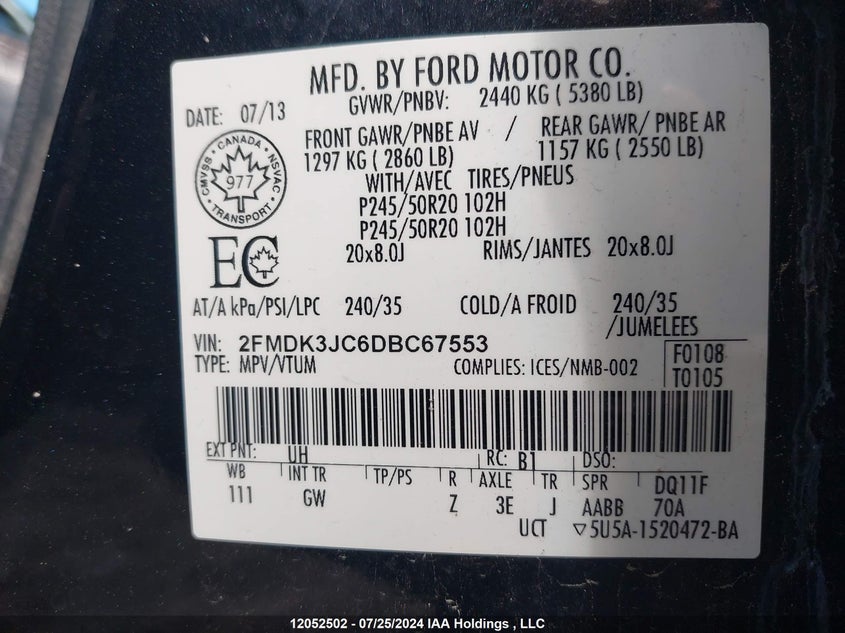 MFD. BY FORD MOTOR CO.
DATE: 07/13
GVWR/PNBV: 2440 KG ( 5380 LB)
FRONT GAWR/PNBE AV / REAR GAWR/ PNBE AR
1297 KG ( 2860 LB) 1157 KG ( 2550 LB)
WITH/AVEC TIRES/PNEUS
P245/50R20 102H
P245/50R20 102H
20x8.0J RIMS/JANTES 20x8.0J
CMVSS · CANADA · NSVAC
977
TRANSPORT
EC
AT/A kPa/PSI/LPC 240/35 COLD/A FROID 240/35
/JUMELEES
VIN: 2FMDK3JC6DBC67553
TYPE: MPV/VTUM COMPLIES: ICES/NMB-002
F0108
T0105
EXT PNT: UH RC: B1 DSO:
WB INT TR TP/PS R AXLE TR SPR DQ11F
111 GW Z 3E J AABB 70A
UCT ▽5U5A-1520472-BA
12052502 - 07/25/2024 IAA Holdings , LLC